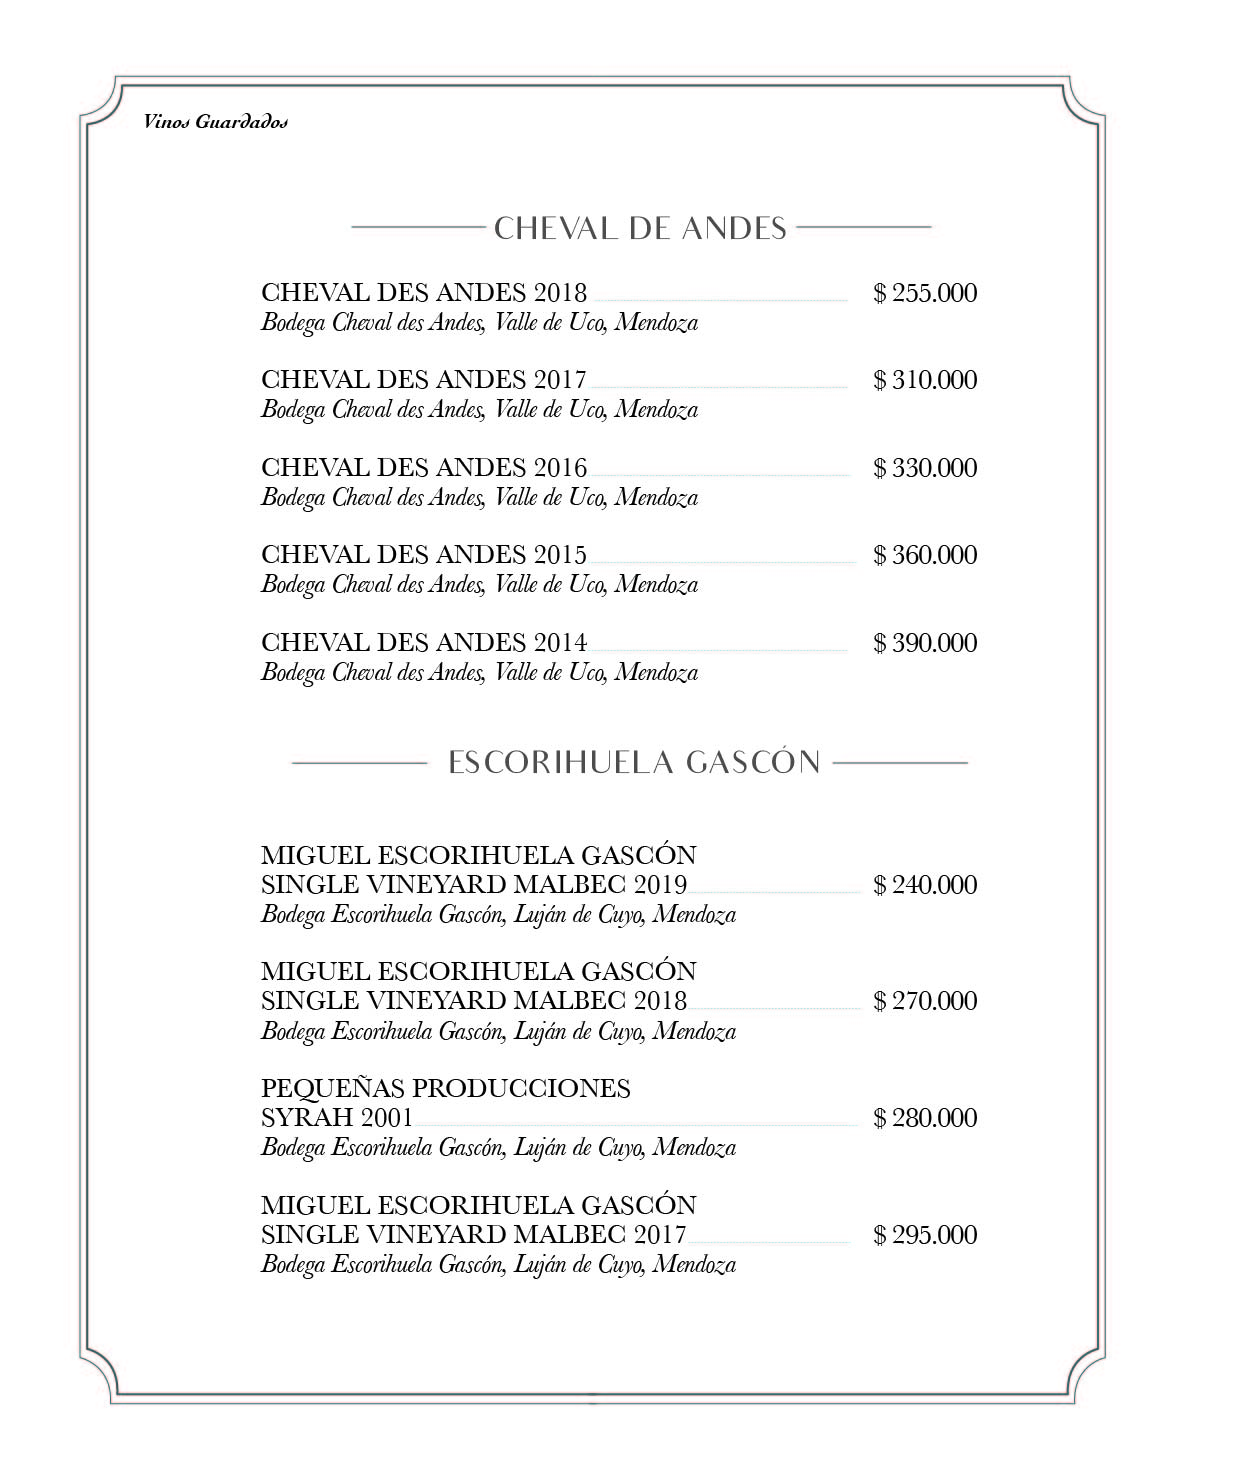 Vinos Guardados
CHEVAL DE ANDES
CHEVAL DES ANDES 2018 $ 255.000
Bodega Cheval des Andes, Valle de Uco, Mendoza
CHEVAL DES ANDES 2017 $ 310.000
Bodega Cheval des Andes, Valle de Uco, Mendoza
CHEVAL DES ANDES 2016 $ 330.000
Bodega Cheval des Andes, Valle de Uco, Mendoza
CHEVAL DES ANDES 2015 $ 360.000
Bodega Cheval des Andes, Valle de Uco, Mendoza
CHEVAL DES ANDES 2014 $ 390.000
Bodega Cheval des Andes, Valle de Uco, Mendoza
ESCORIHUELA GASCÓN
MIGUEL ESCORIHUELA GASCÓN
SINGLE VINEYARD MALBEC 2019 $ 240.000
Bodega Escorihuela Gascón, Luján de Cuyo, Mendoza
MIGUEL ESCORIHUELA GASCÓN
SINGLE VINEYARD MALBEC 2018 $ 270.000
Bodega Escorihuela Gascón, Luján de Cuyo, Mendoza
PEQUEÑAS PRODUCCIONES
SYRAH 2001 $ 280.000
Bodega Escorihuela Gascón, Luján de Cuyo, Mendoza
MIGUEL ESCORIHUELA GASCÓN
SINGLE VINEYARD MALBEC 2017 $ 295.000
Bodega Escorihuela Gascón, Luján de Cuyo, Mendoza